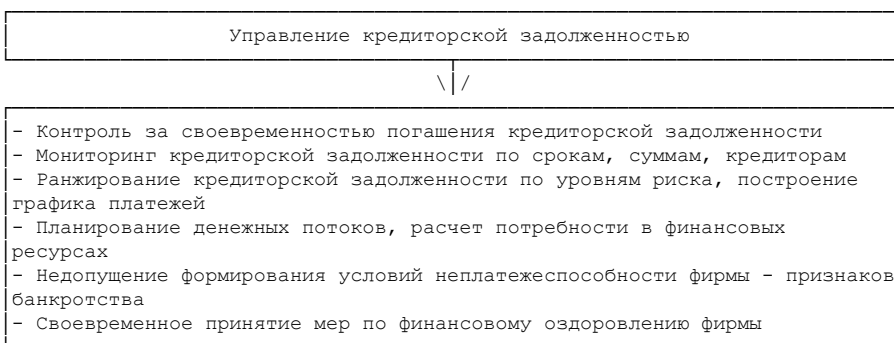 Управление кредиторской задолженностью
\|/
- Контроль за своевременностью погашения кредиторской задолженности
- Мониторинг кредиторской задолженности по срокам, суммам, кредиторам
- Ранжирование кредиторской задолженности по уровням риска, построение
графика платежей
- Планирование денежных потоков, расчет потребности в финансовых
ресурсах
- Недопущение формирования условий неплатежеспособности фирмы - признаков
банкротства
- Своевременное принятие мер по финансовому оздоровлению фирмы